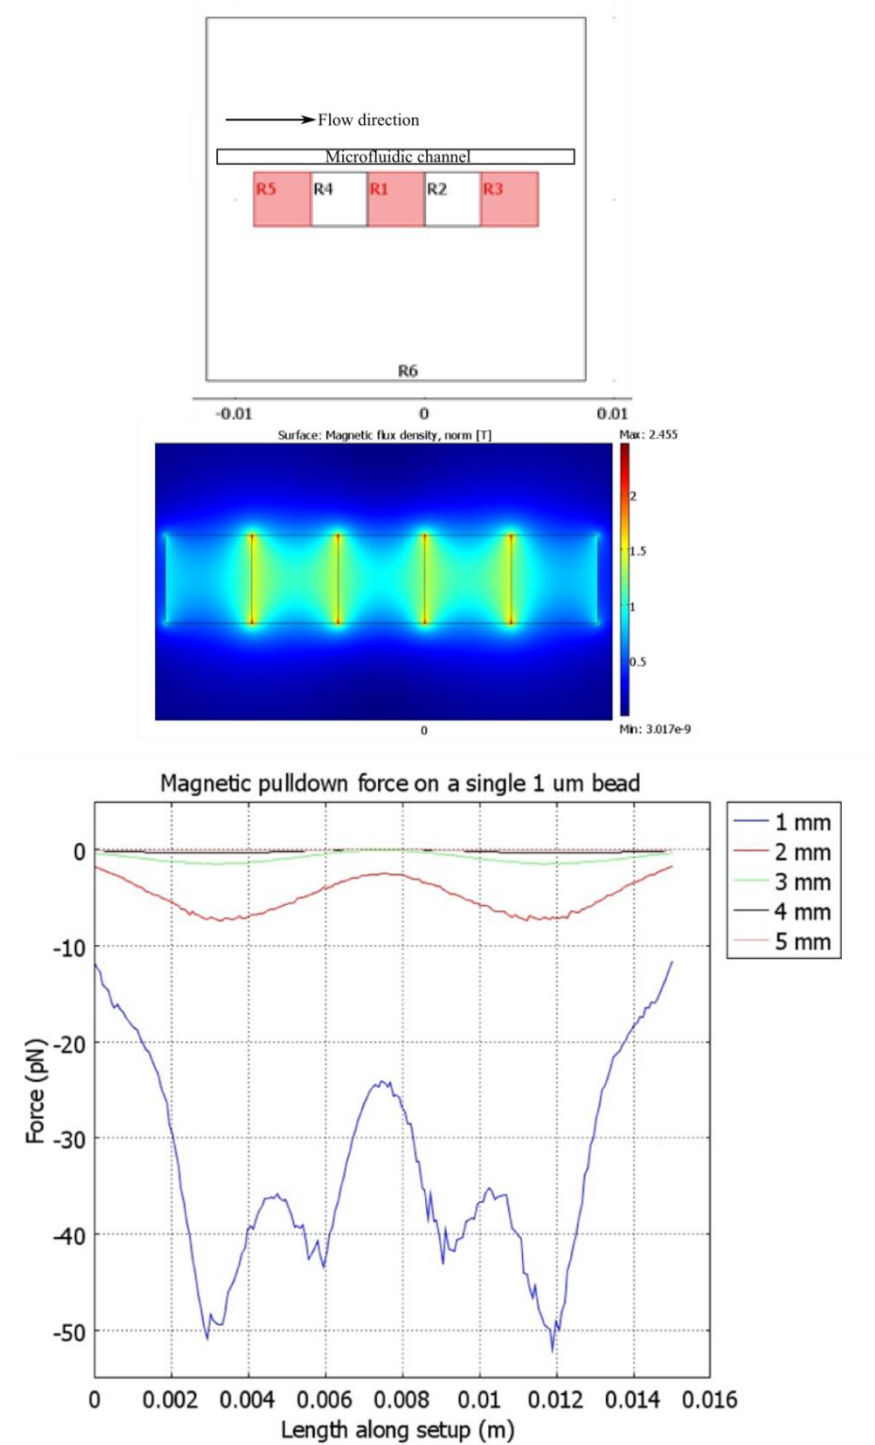 Flow direction
Microfluidic channel
R5 R4 R1 R2 R3
R6
-0.01 0 0.01
Surface: Magnetic flux density, norm [T]
Max: 2.455
2
1.5
1
0.5
0
Min: 3.017e-9
Magnetic pulldown force on a single 1 um bead
1 mm
2 mm
3 mm
4 mm
5 mm
0
-10
-20
-30
-40
-50
Force (pN)
0 0.002 0.004 0.006 0.008 0.01 0.012 0.014 0.016
Length along setup (m)